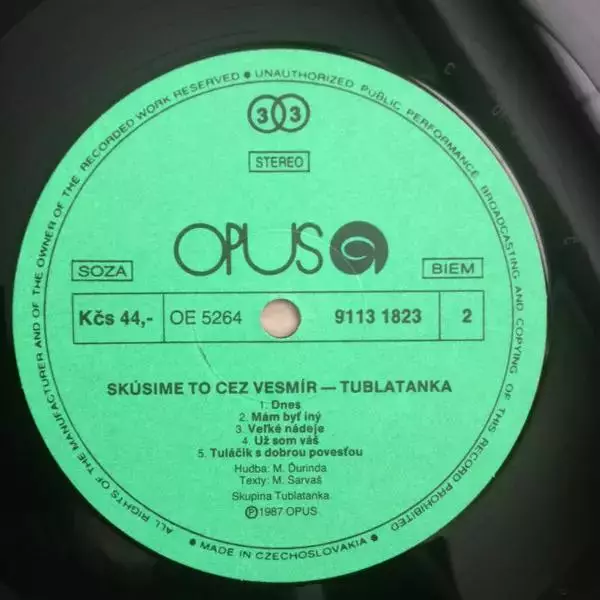 ALL RIGHTS OF THE MANUFACTURER AND OF THE OWNER OF THE RECORDED WORK RESERVED ● UNAUTHORIZED PUBLIC PERFORMANCE BROADCASTING AND COPYING OF THIS RECORD PROHIBITED
33
STEREO
OPUS
SOZA
BIEM
Kčs 44,- OE 5264 9113 1823 2
SKÚSIME TO CEZ VESMÍR — TUBLATANKA
1. Dnes
2. Mám byť iný
3. Veľké nádeje
4. Už som váš
5. Tuláčik s dobrou povesťou
Hudba: M. Ďurinda
Texty: M. Sarvaš
Skupina Tublatanka
Ⓟ1987 OPUS
● MADE IN CZECHOSLOVAKIA ●